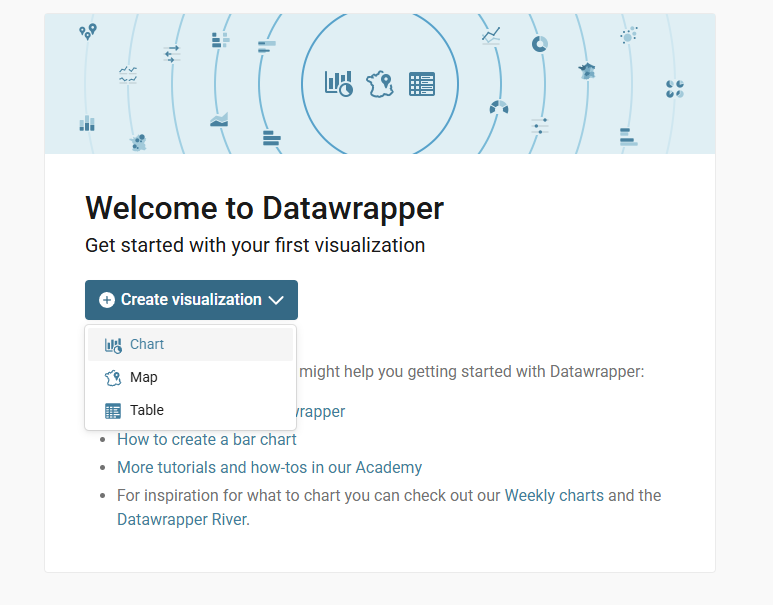 Welcome to Datawrapper
Get started with your first visualization
Create visualization
Chart
Map
Table
might help you getting started with Datawrapper:
How to create a bar chart
More tutorials and how-tos in our Academy
For inspiration for what to chart you can check out our Weekly charts and the
Datawrapper River.